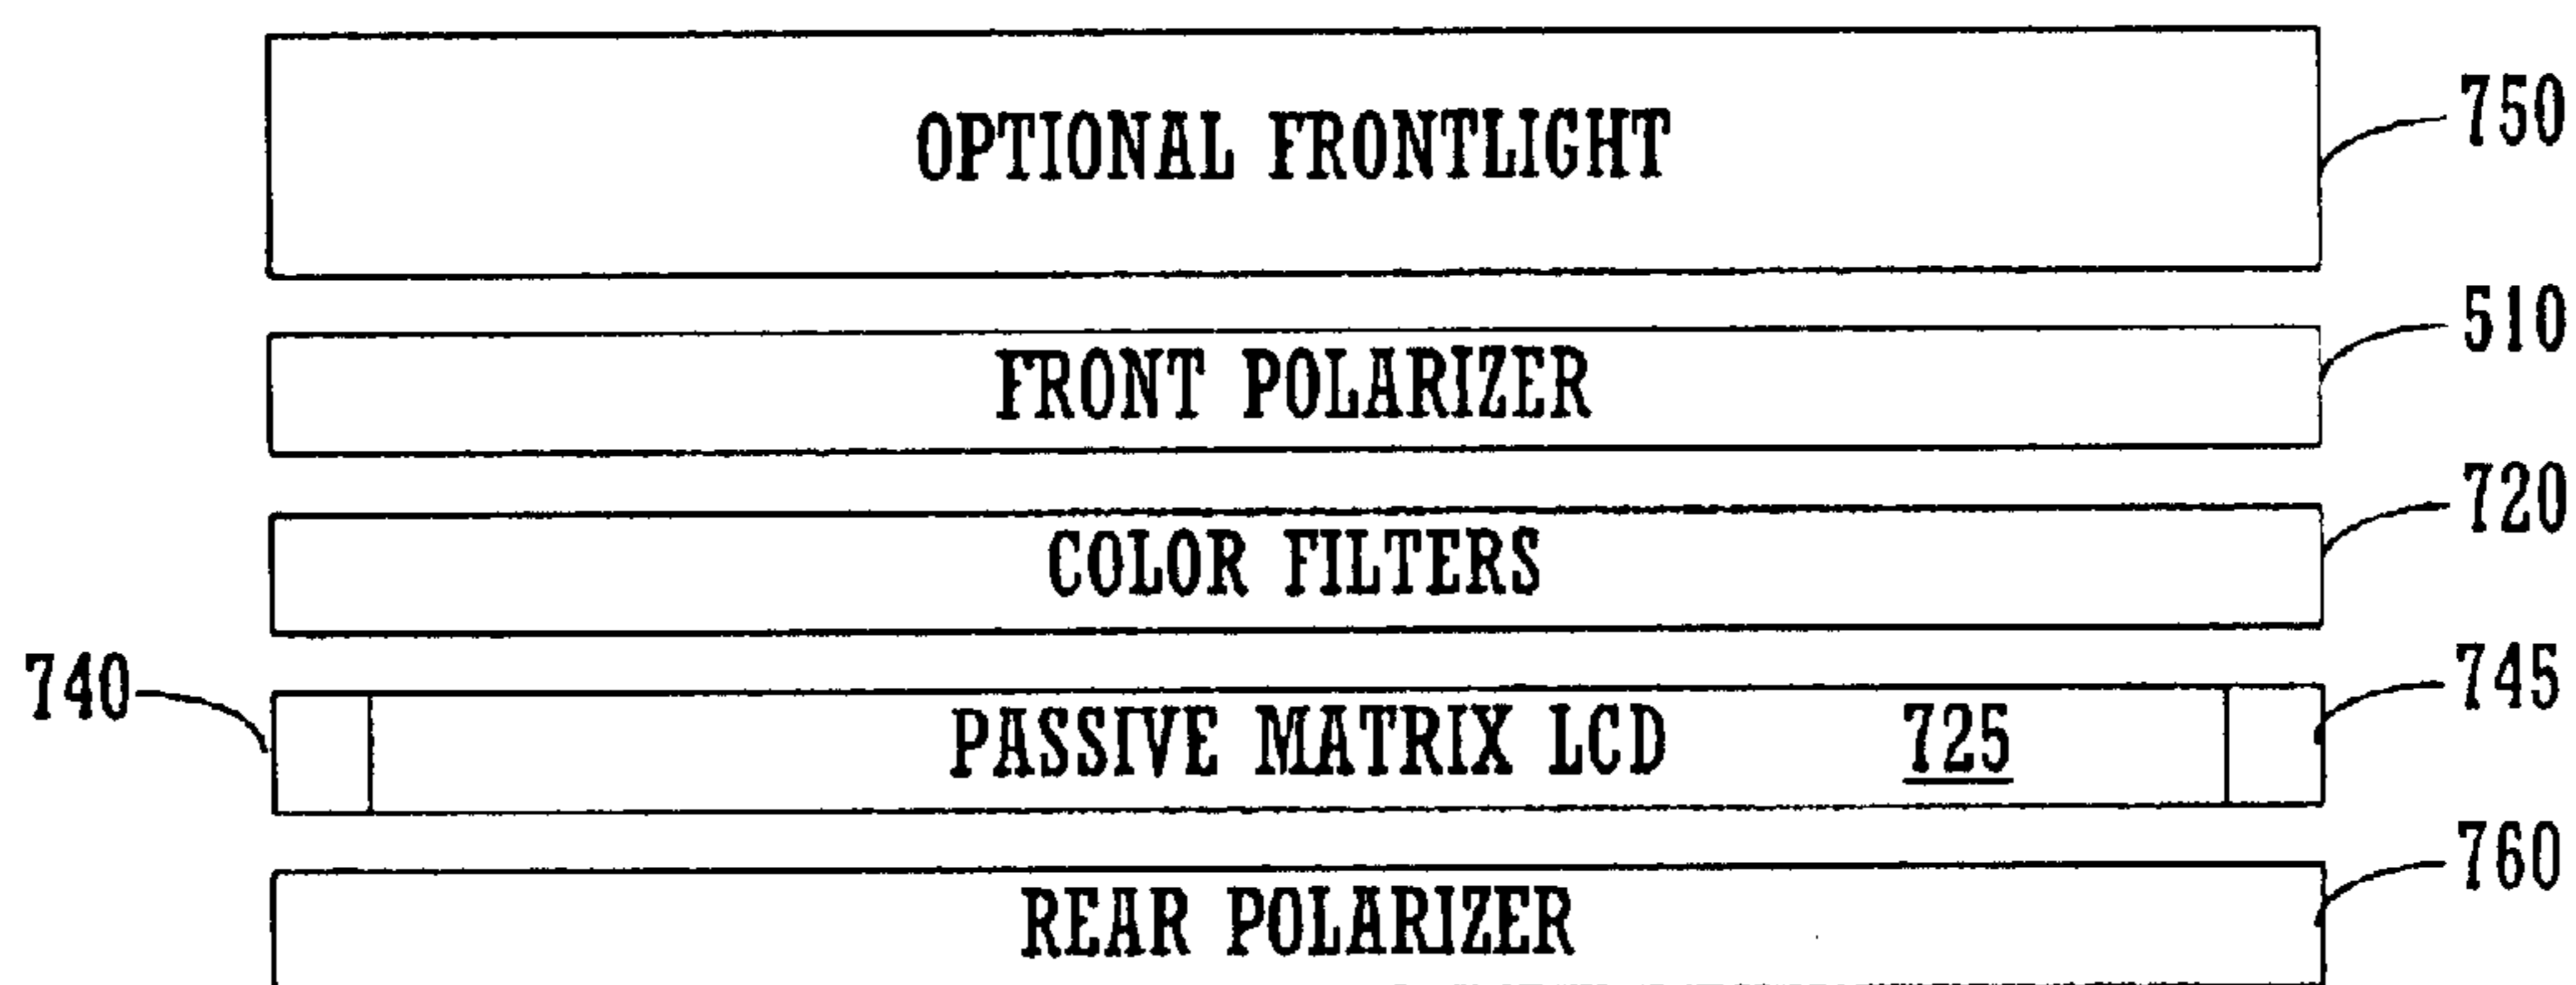 OPTIONAL FRONTLIGHT
750
FRONT POLARIZER
510
COLOR FILTERS
720
740
PASSIVE MATRIX LCD 725
745
REAR POLARIZER
760